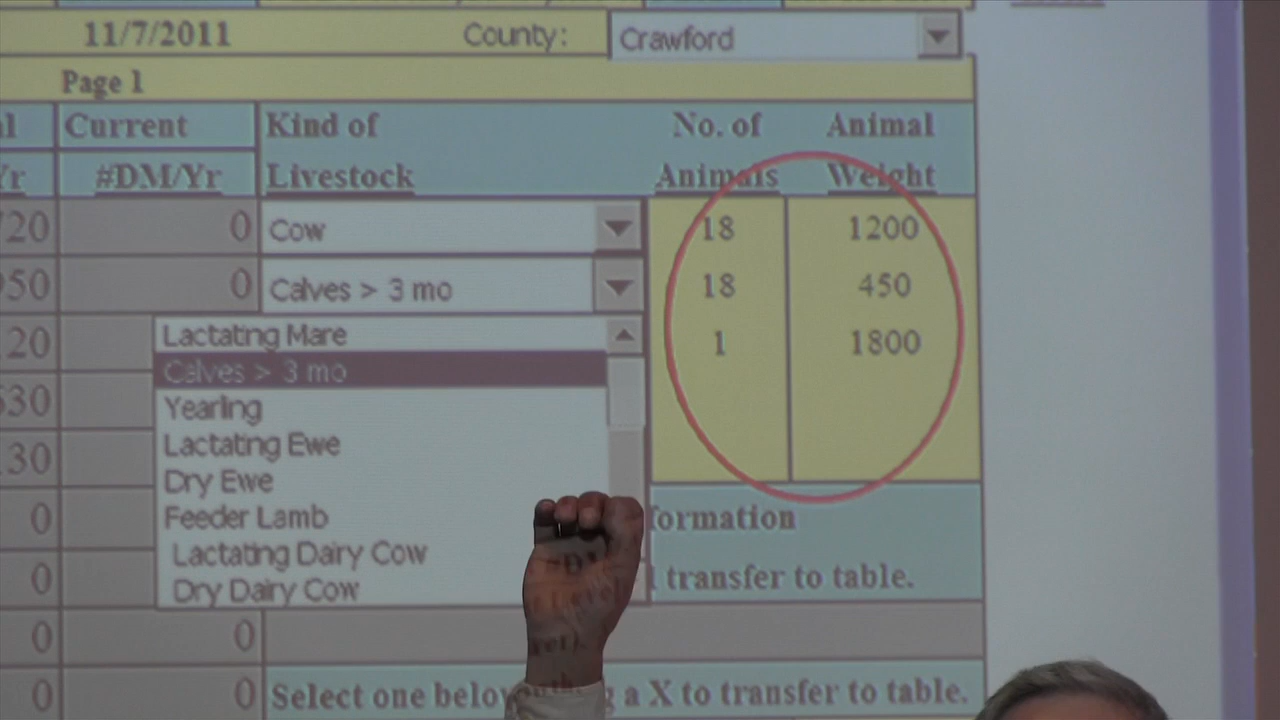 11/7/2011 County: Crawford
Page 1
Current Kind of No. of Animal
Yr #DM/Yr Livestock Animals Weight
720 0 Cow 18 1200
950 0 Calves > 3 mo 18 450
120 Lactating Mare 1 1800
Calves > 3 mo
630 Yearling
130 Lactating Ewe
Dry Ewe
0 Feeder Lamb formation
0 Lactating Dairy Cow transfer to table.
Dry Dairy Cow
0 0
0 0 Select one below a X to transfer to table.